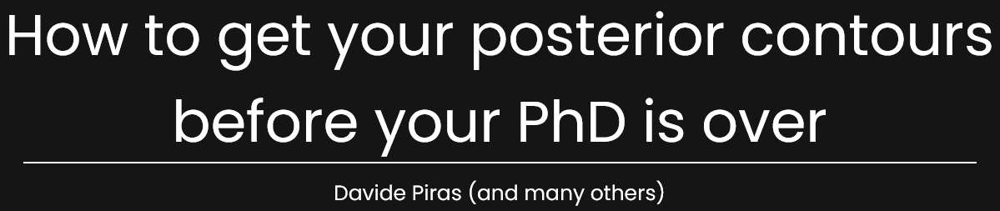 How to get your posterior contours
before your PhD is over
Davide Piras (and many others)